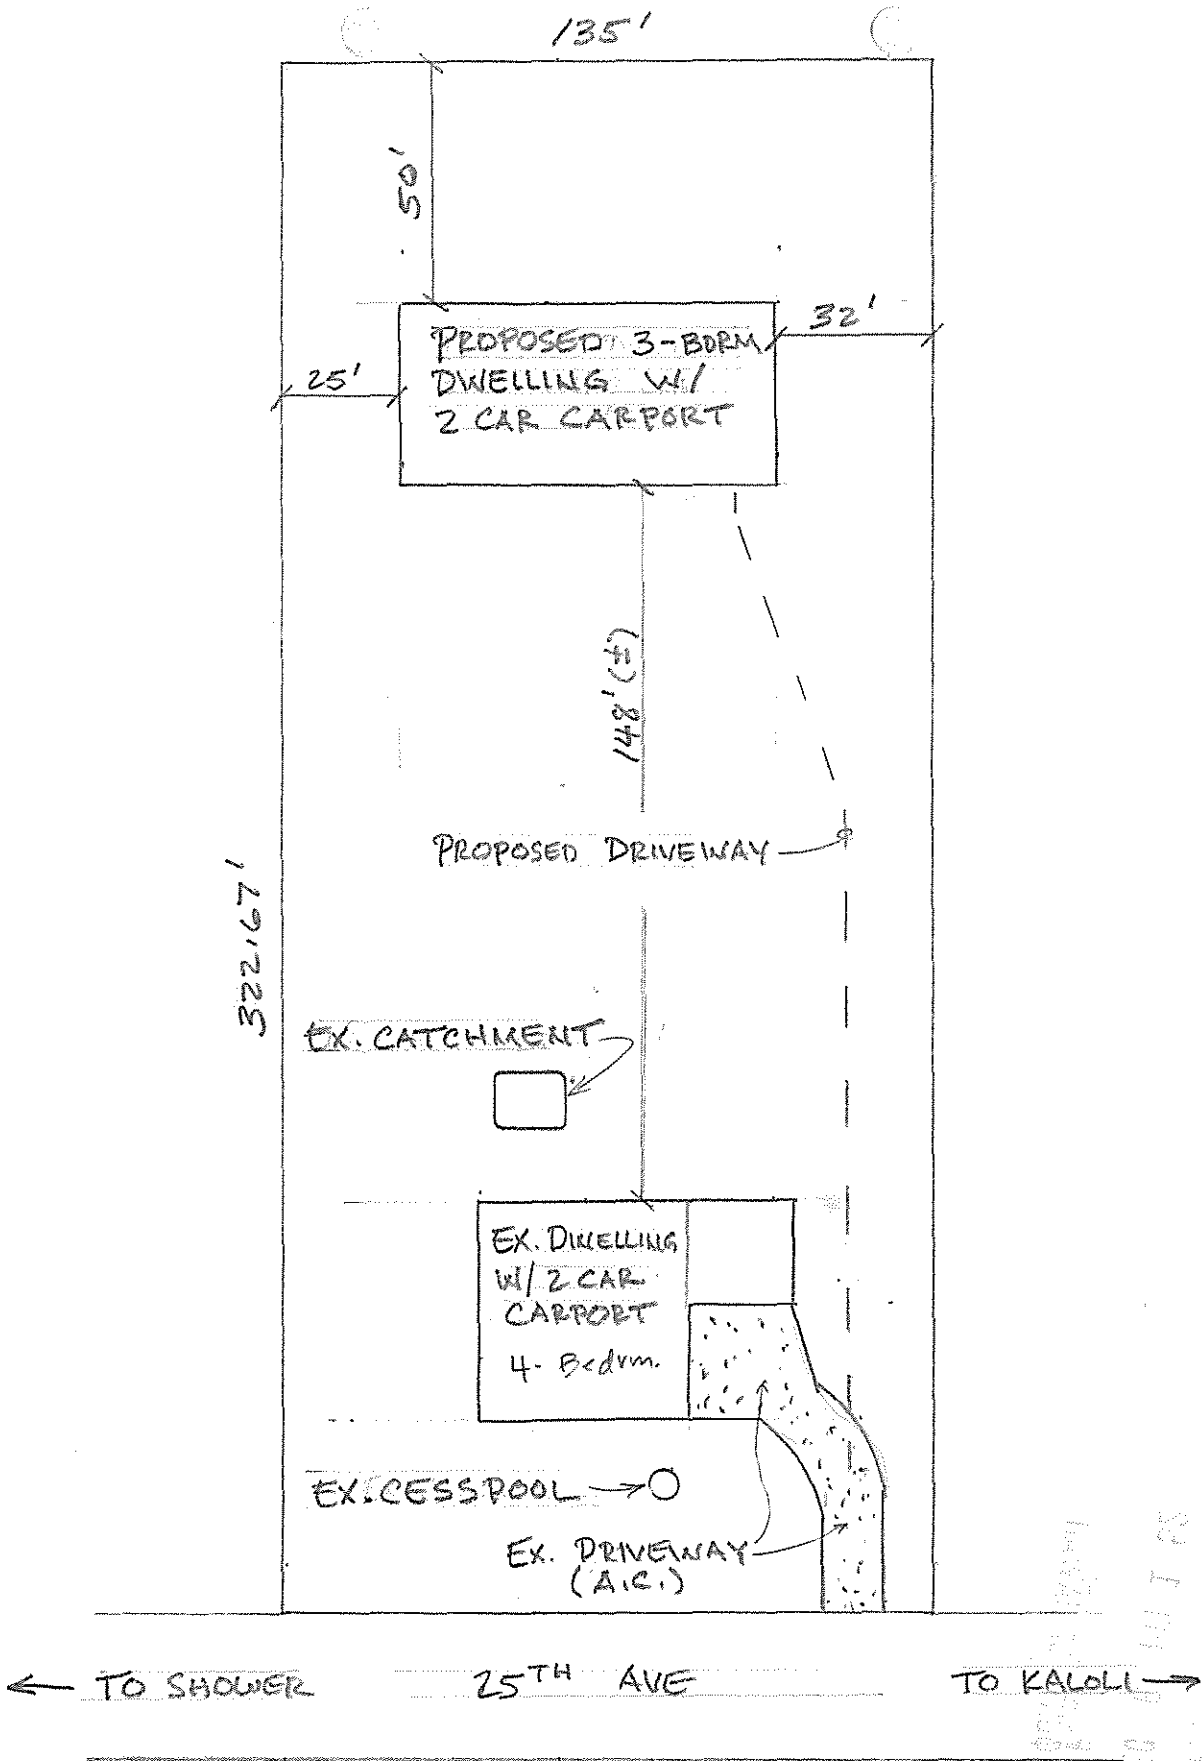 135'
50'
32'
25'
PROPOSED 3-BDRM
DWELLING W/
2 CAR CARPORT
148' (±)
PROPOSED DRIVEWAY
322.67'
EX. CATCHMENT
EX. DWELLING
W/ 2 CAR
CARPORT
4- Bedrm.
EX. CESSPOOL
EX. DRIVEWAY
(A.C.)
← TO SHOWER
25TH AVE
TO KALOLI →